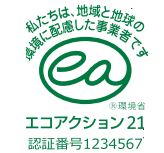 私たちは、地域と地球の
環境に配慮した事業者です
ea
®環境省
エコアクション21
認証番号1234567